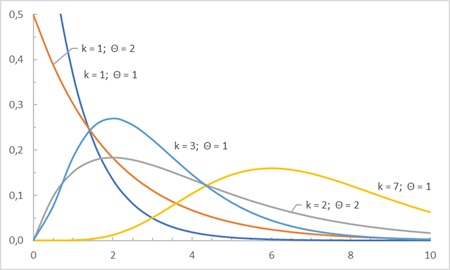 0,5
k = 1;  Θ = 2
0,4
k = 1;  Θ = 1
0,3
k = 3;  Θ = 1
0,2
k = 7;  Θ = 1
0,1
k = 2;  Θ = 2
0,0
0 2 4 6 8 10